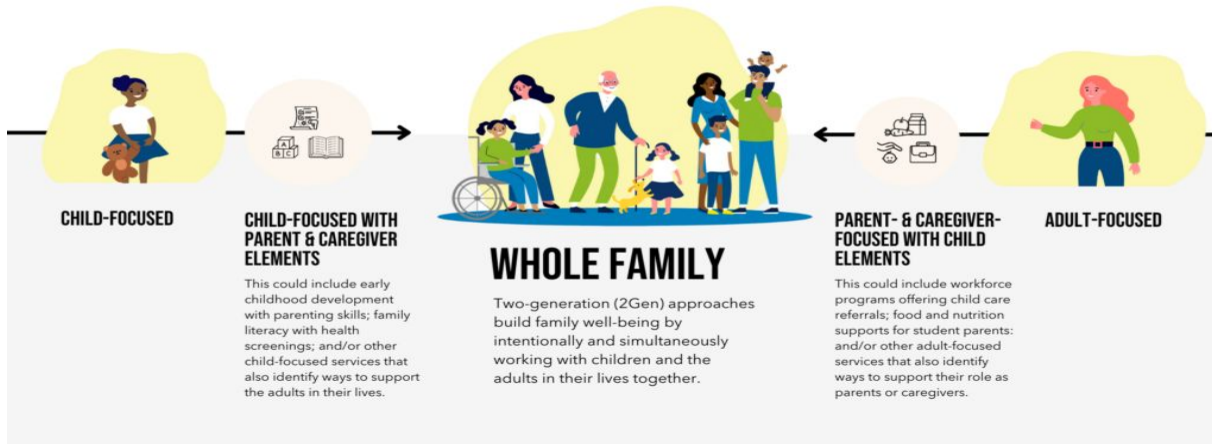 CHILD-FOCUSED
CHILD-FOCUSED WITH
PARENT & CAREGIVER
ELEMENTS
This could include early
childhood development
with parenting skills; family
literacy with health
screenings; and/or other
child-focused services that
also identify ways to support
the adults in their lives.
A
B C
WHOLE FAMILY
Two-generation (2Gen) approaches
build family well-being by
intentionally and simultaneously
working with children and the
adults in their lives together.
PARENT- & CAREGIVER-
FOCUSED WITH CHILD
ELEMENTS
This could include workforce
programs offering child care
referrals; food and nutrition
supports for student parents:
and/or other adult-focused
services that also identify
ways to support their role as
parents or caregivers.
ADULT-FOCUSED